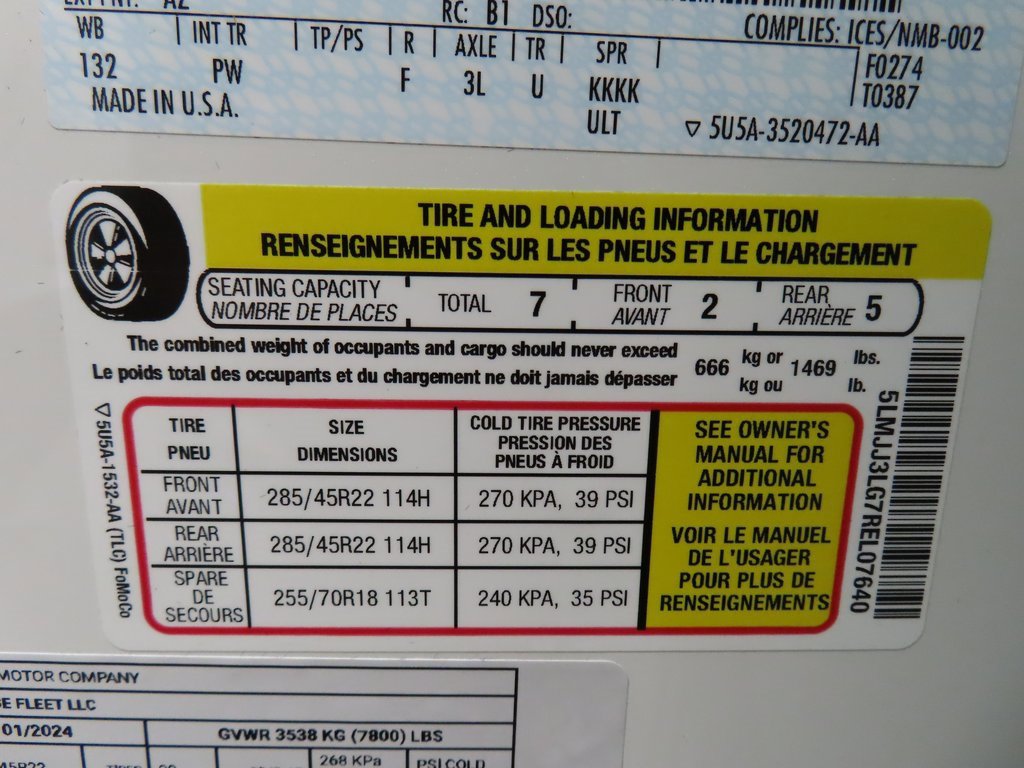 RC: B1 DSO:
COMPLIES: ICES/NMB-002
WB | INT TR | TP/PS | R | AXLE | TR | SPR |
132 PW F 3L U KKKK F0274
T0387
MADE IN U.S.A. ULT ▽ 5U5A-3520472-AA
TIRE AND LOADING INFORMATION
RENSEIGNEMENTS SUR LES PNEUS ET LE CHARGEMENT
SEATING CAPACITY
NOMBRE DE PLACES
TOTAL 7
FRONT
AVANT 2
REAR
ARRIÈRE 5
The combined weight of occupants and cargo should never exceed
Le poids total des occupants et du chargement ne doit jamais dépasser
666 kg or 1469 lbs.
kg ou lb.
▽ 5U5A-1532-AA (TLC) FoMoCo
TIRE
PNEU
SIZE
DIMENSIONS
COLD TIRE PRESSURE
PRESSION DES
PNEUS À FROID
FRONT
AVANT
285/45R22 114H
270 KPA, 39 PSI
REAR
ARRIÈRE
285/45R22 114H
270 KPA, 39 PSI
SPARE
DE
SECOURS
255/70R18 113T
240 KPA, 35 PSI
SEE OWNER'S
MANUAL FOR
ADDITIONAL
INFORMATION
VOIR LE MANUEL
DE L'USAGER
POUR PLUS DE
RENSEIGNEMENTS
5LMJJ3LG7REL07640
MOTOR COMPANY
FLEET LLC
01/2024
GVWR 3538 KG (7800) LBS
268 KPa
PSI COLD